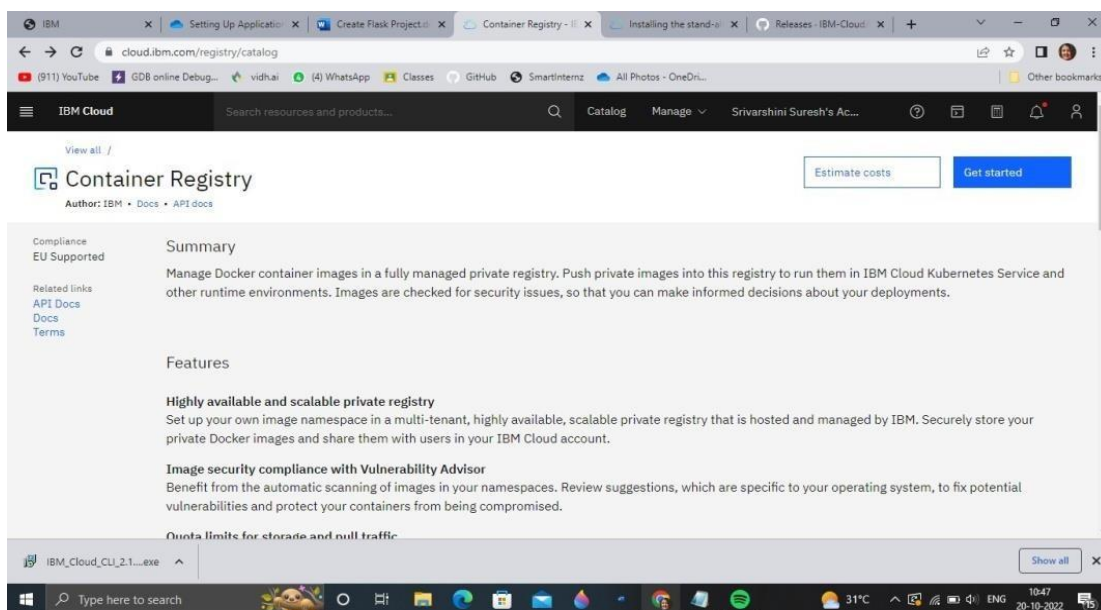 IBM
Setting Up Applicatio
Create Flask Project.d
Container Registry - I
Installing the stand-al
Releases · IBM-Cloud
cloud.ibm.com/registry/catalog
(911) YouTube
GDB online Debug...
vidh.ai
(4) WhatsApp
Classes
GitHub
SmartInternz
All Photos - OneDri...
Other bookmarks
IBM Cloud
Search resources and products...
Catalog
Manage
Srivarshini Suresh's Ac...
View all /
Container Registry
Author: IBM • Docs • API docs
Estimate costs
Get started
Compliance
EU Supported
Related links
API Docs
Docs
Terms
Summary
Manage Docker container images in a fully managed private registry. Push private images into this registry to run them in IBM Cloud Kubernetes Service and
other runtime environments. Images are checked for security issues, so that you can make informed decisions about your deployments.
Features
Highly available and scalable private registry
Set up your own image namespace in a multi-tenant, highly available, scalable private registry that is hosted and managed by IBM. Securely store your
private Docker images and share them with users in your IBM Cloud account.
Image security compliance with Vulnerability Advisor
Benefit from the automatic scanning of images in your namespaces. Review suggestions, which are specific to your operating system, to fix potential
vulnerabilities and protect your containers from being compromised.
Quota limits for storage and pull traffic
IBM_Cloud_CLI_2.1....exe
Show all
Type here to search
31°C
ENG
10:47
20-10-2022
15